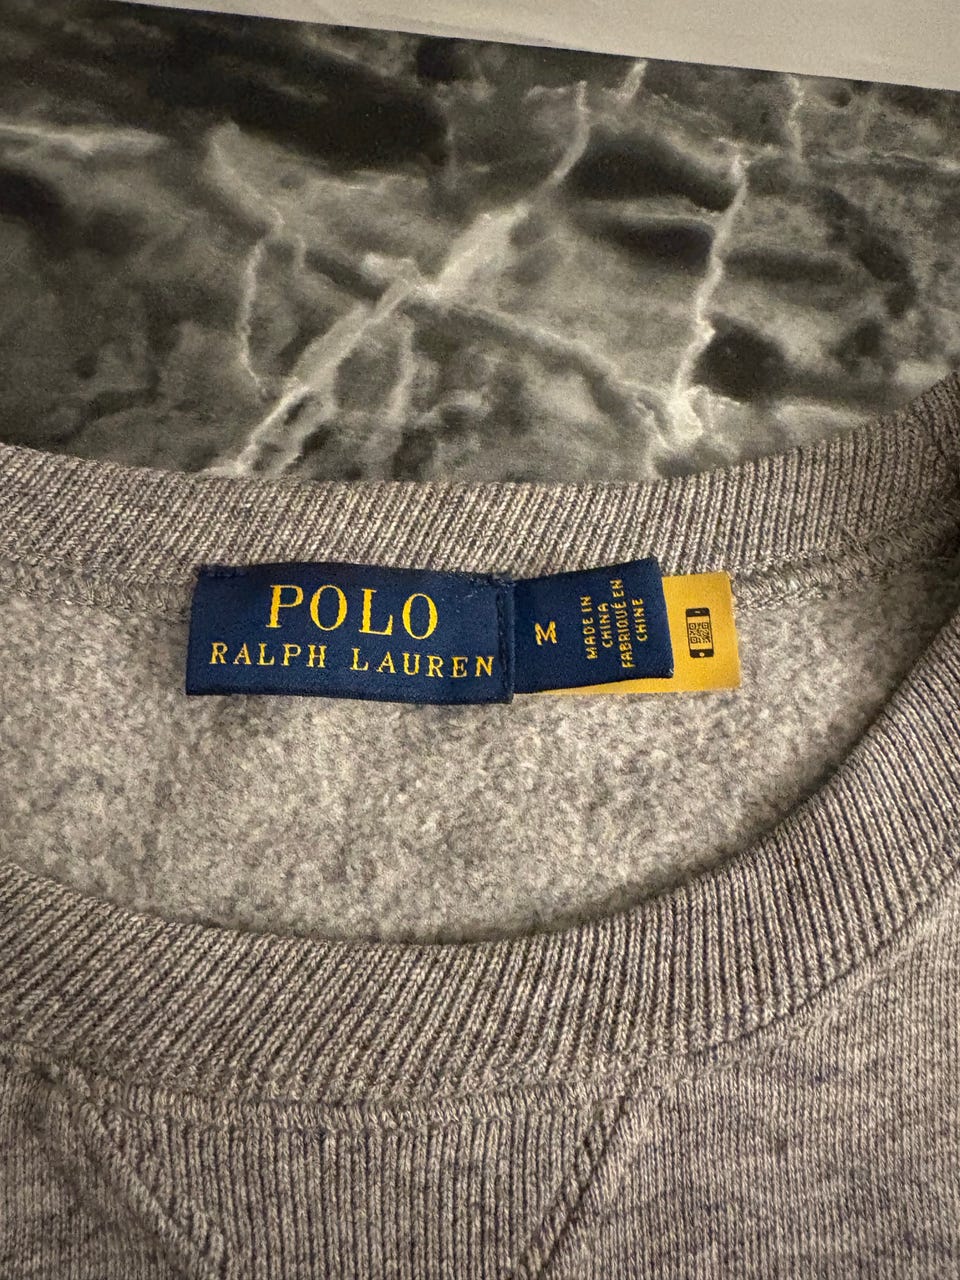 POLO
RALPH LAUREN
M
MADE IN
CHINA
FABRIQUÉ EN
CHINE